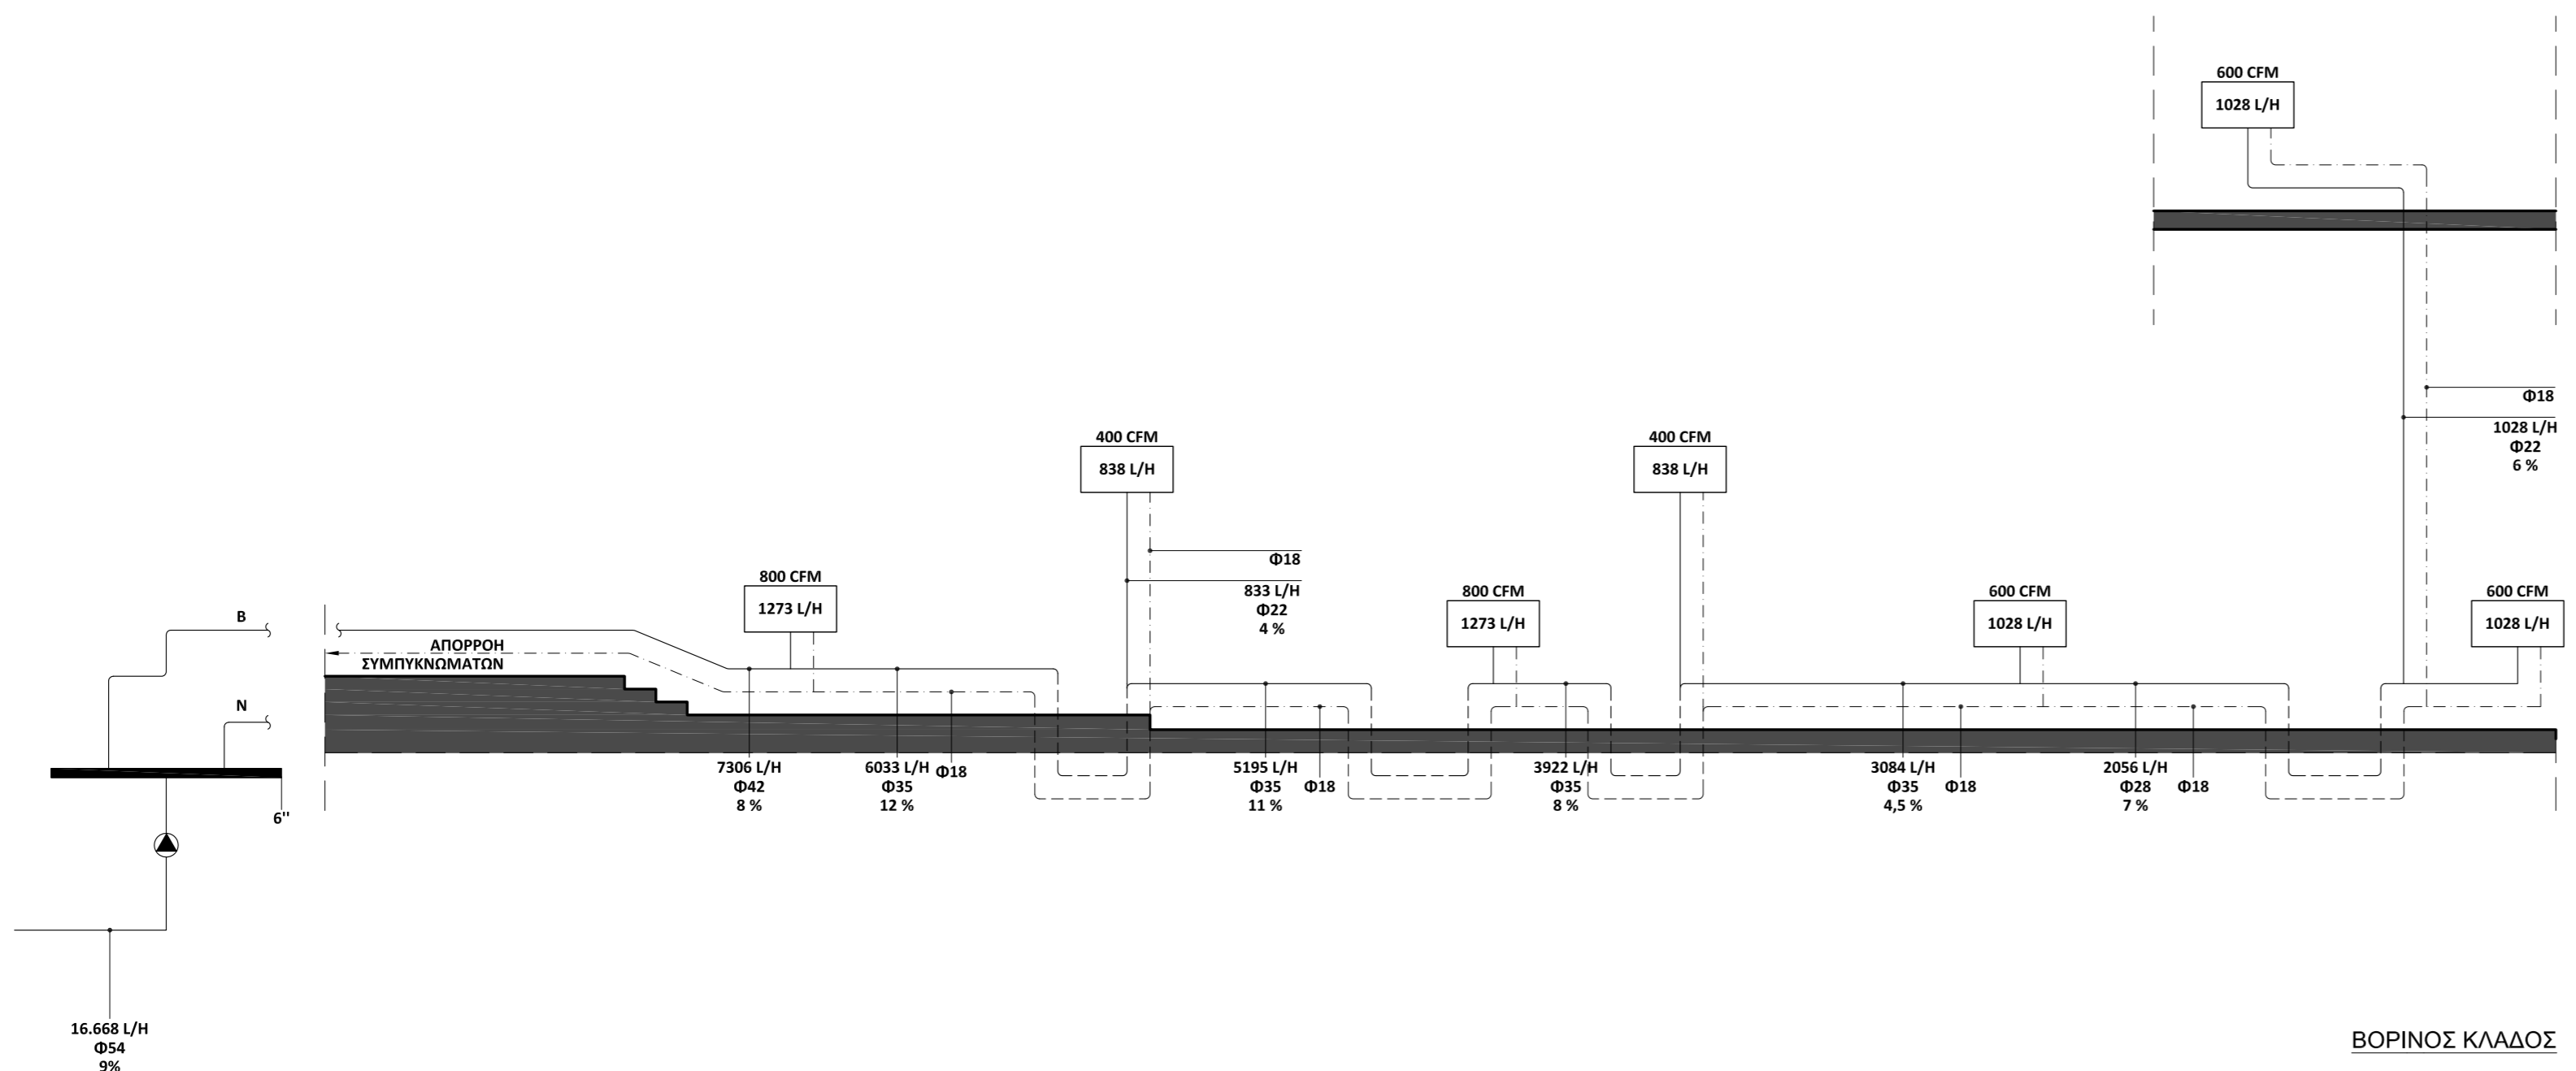 600 CFM
1028 L/H
Φ18
1028 L/H
Φ22
6 %
400 CFM
838 L/H
400 CFM
838 L/H
Φ18
833 L/H
Φ22
4 %
800 CFM
1273 L/H
800 CFM
1273 L/H
600 CFM
1028 L/H
600 CFM
1028 L/H
Β
ΑΠΟΡΡΟΗ
ΣΥΜΠΥΚΝΩΜΑΤΩΝ
Ν
6''
7306 L/H
Φ42
8 %
6033 L/H
Φ35
12 %
Φ18
5195 L/H
Φ35
11 %
Φ18
3922 L/H
Φ35
8 %
3084 L/H
Φ35
4,5 %
Φ18
2056 L/H
Φ28
7 %
Φ18
16.668 L/H
Φ54
9%
ΒΟΡΙΝΟΣ ΚΛΑΔΟΣ